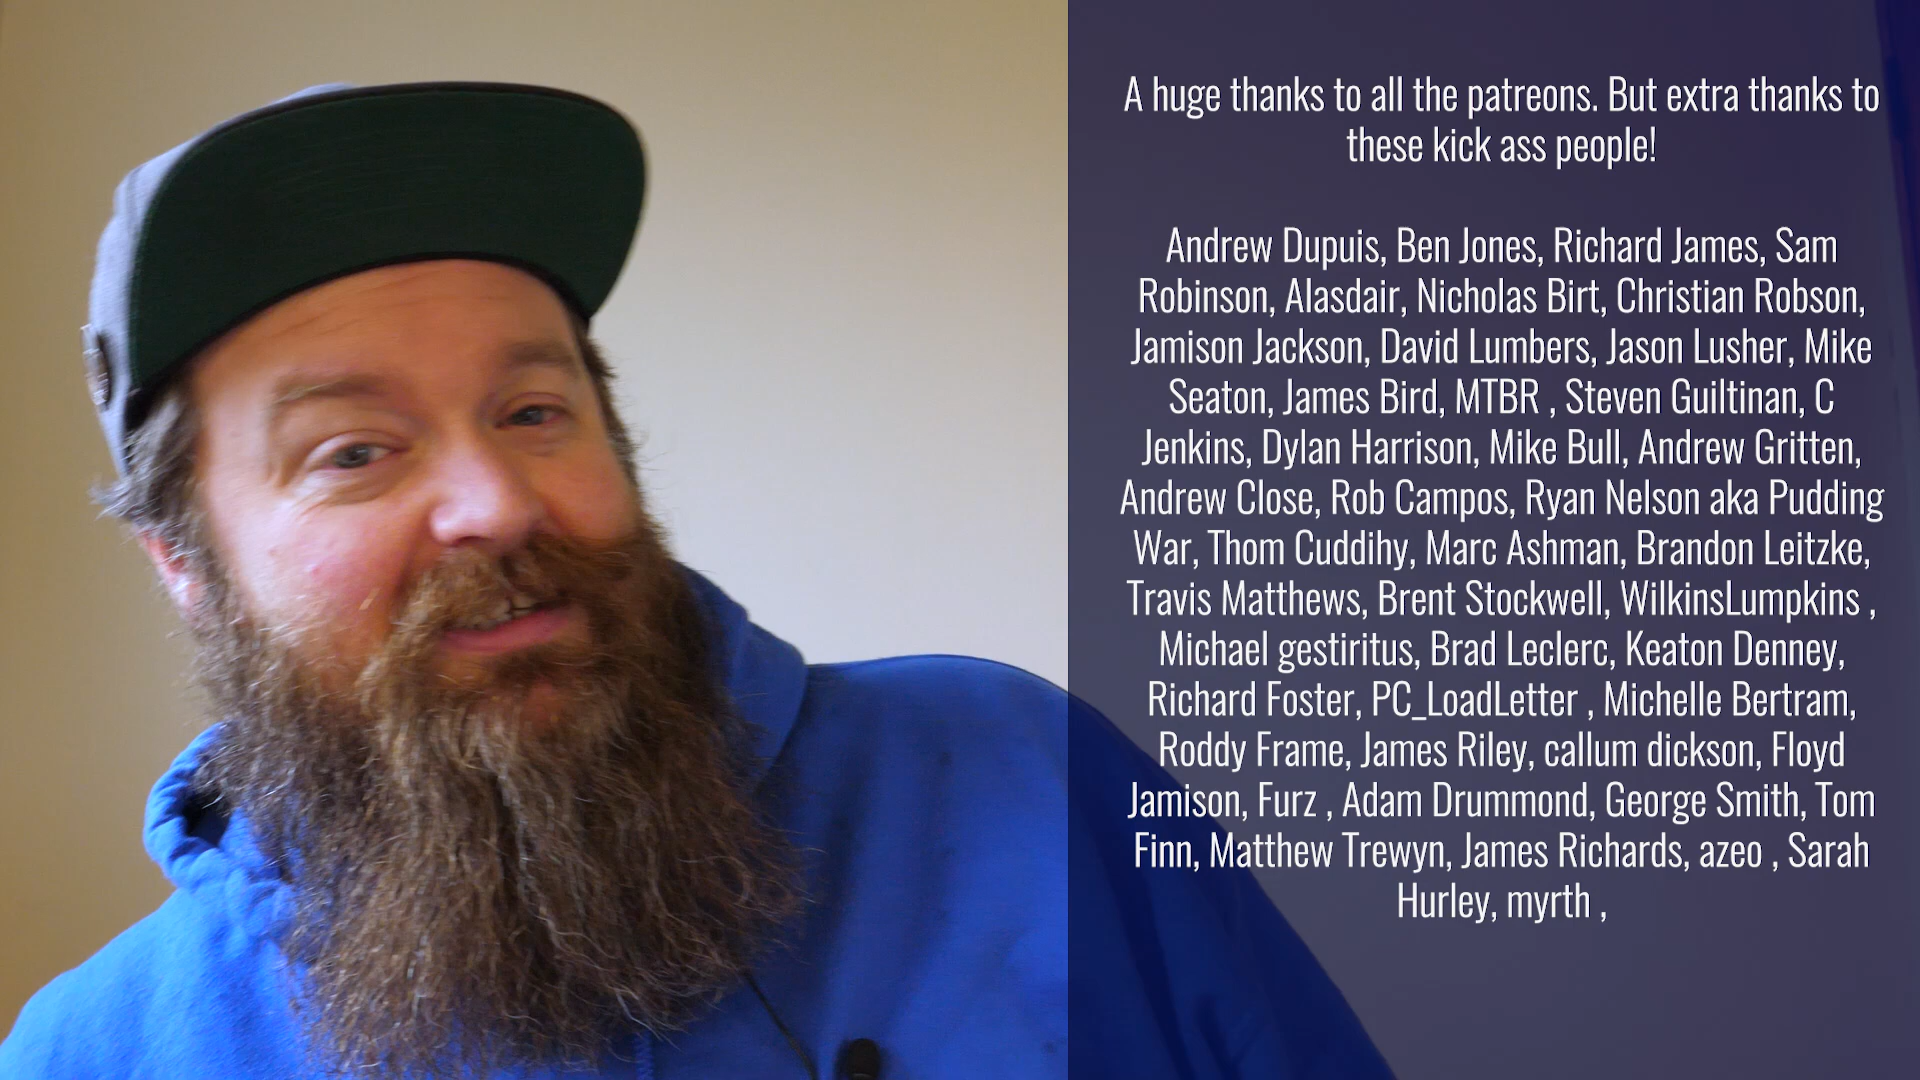 A huge thanks to all the patreons. But extra thanks to
these kick ass people!
Andrew Dupuis, Ben Jones, Richard James, Sam
Robinson, Alasdair, Nicholas Birt, Christian Robson,
Jamison Jackson, David Lumbers, Jason Lusher, Mike
Seaton, James Bird, MTBR , Steven Guiltinan, C
Jenkins, Dylan Harrison, Mike Bull, Andrew Gritten,
Andrew Close, Rob Campos, Ryan Nelson aka Pudding
War, Thom Cuddihy, Marc Ashman, Brandon Leitzke,
Travis Matthews, Brent Stockwell, WilkinsLumpkins ,
Michael gestiritus, Brad Leclerc, Keaton Denney,
Richard Foster, PC_LoadLetter , Michelle Bertram,
Roddy Frame, James Riley, callum dickson, Floyd
Jamison, Furz , Adam Drummond, George Smith, Tom
Finn, Matthew Trewyn, James Richards, azeo , Sarah
Hurley, myrth ,